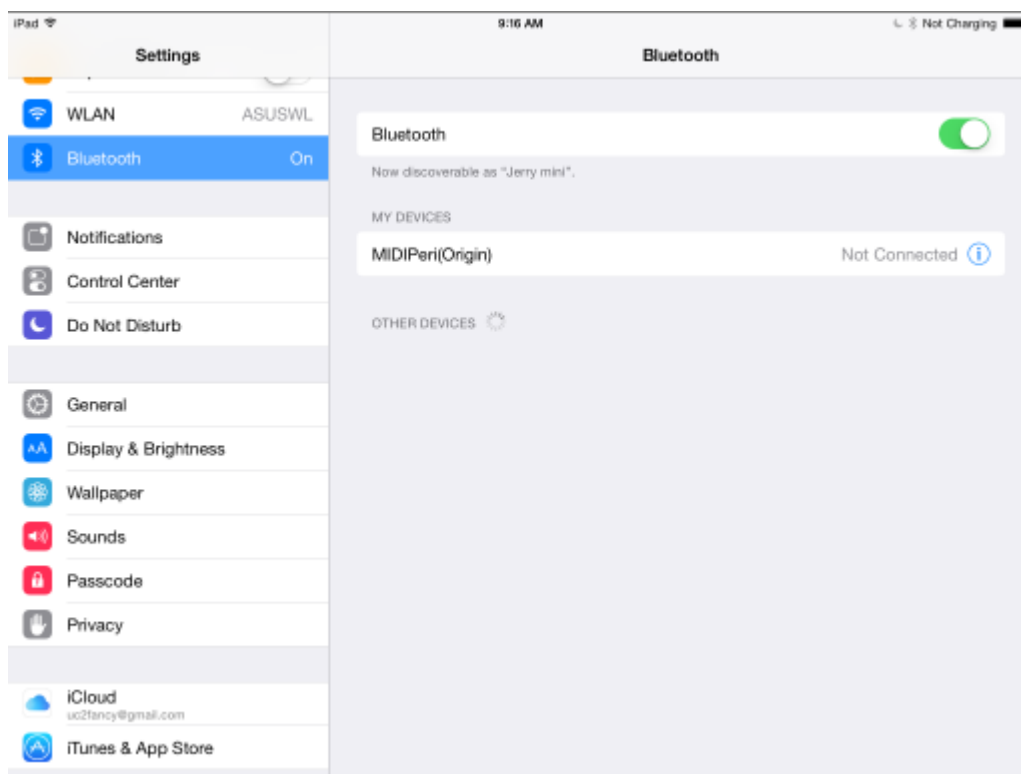 iPad
9:16 AM
Not Charging
Settings
Bluetooth
WLAN
ASUSWL
Bluetooth
On
Notifications
Control Center
Do Not Disturb
General
Display & Brightness
Wallpaper
Sounds
Passcode
Privacy
iCloud
uc2fancy@gmail.com
iTunes & App Store
Bluetooth
Now discoverable as "Jerry mini".
MY DEVICES
MIDIPeri(Origin)
Not Connected
OTHER DEVICES